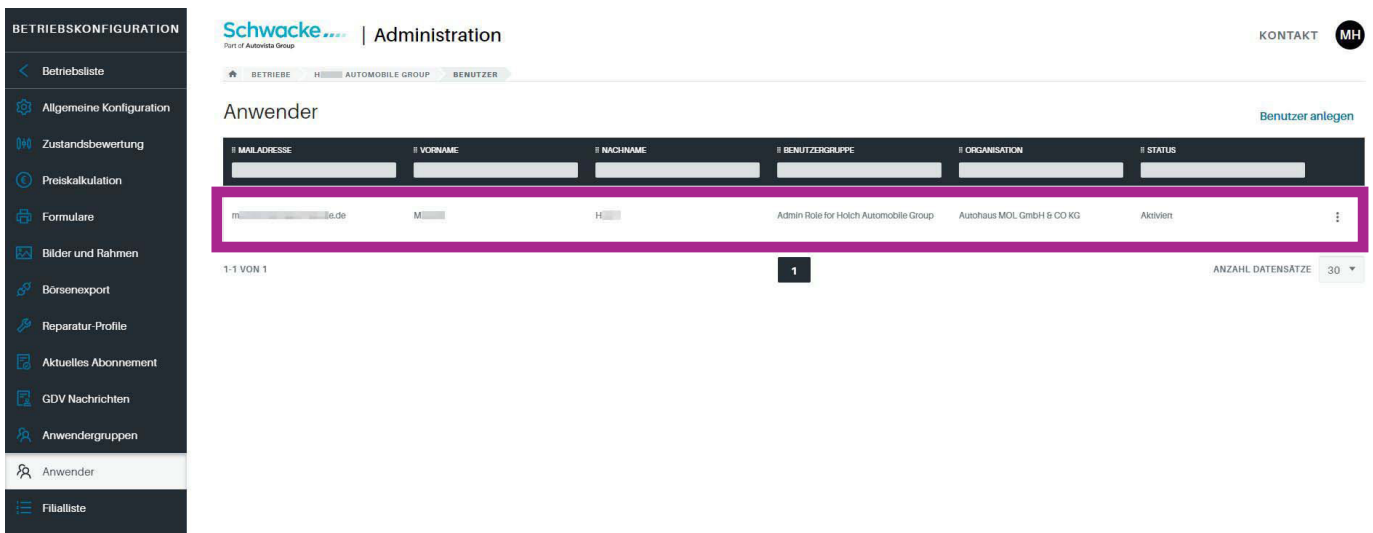 BETRIEBSKONFIGURATION
Betriebsliste
Allgemeine Konfiguration
Zustandsbewertung
Preiskalkulation
Formulare
Bilder und Rahmen
Börsenexport
Reparatur-Profile
Aktuelles Abonnement
GDV Nachrichten
Anwendergruppen
Anwender
Filialliste
Schwacke.... | Administration
Part of Autovista Group
KONTAKT MH
BETRIEBE H AUTOMOBILE GROUP BENUTZER
Anwender
Benutzer anlegen
MAILADRESSE VORNAME NACHNAME BENUTZERGRUPPE ORGANISATION STATUS
m le.de M H Admin Role for Holch Automobile Group Autohaus MOL GmbH & CO KG Aktiviert
1-1 VON 1 1 ANZAHL DATENSÄTZE 30